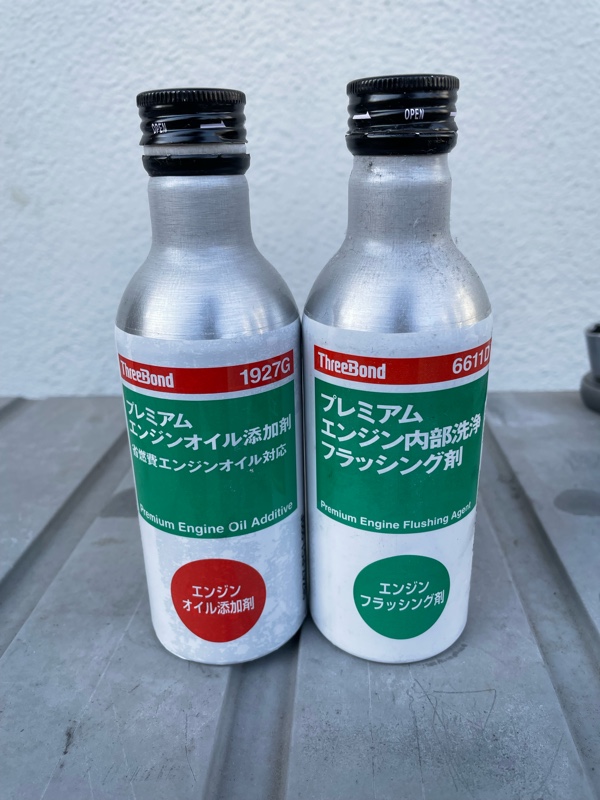 OPEN
ThreeBond 1927G
プレミアム
エンジンオイル添加剤
省燃費エンジンオイル対応
Premium Engine Oil Additive
エンジン
オイル添加剤
OPEN
ThreeBond 6611D
プレミアム
エンジン内部洗浄
フラッシング剤
Premium Engine Flushing Agent
エンジン
フラッシング剤